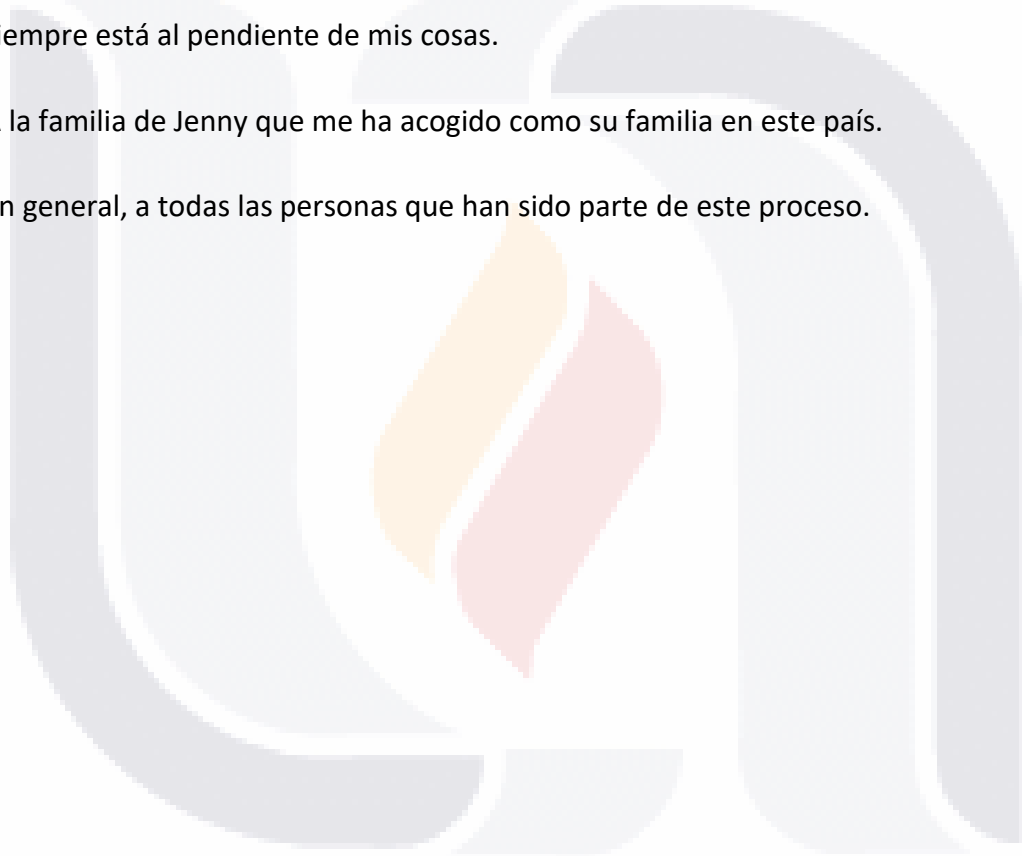 iempre está al pendiente de mis cosas.
la familia de Jenny que me ha acogido como su familia en este país.
n general, a todas las personas que han sido parte de este proceso.